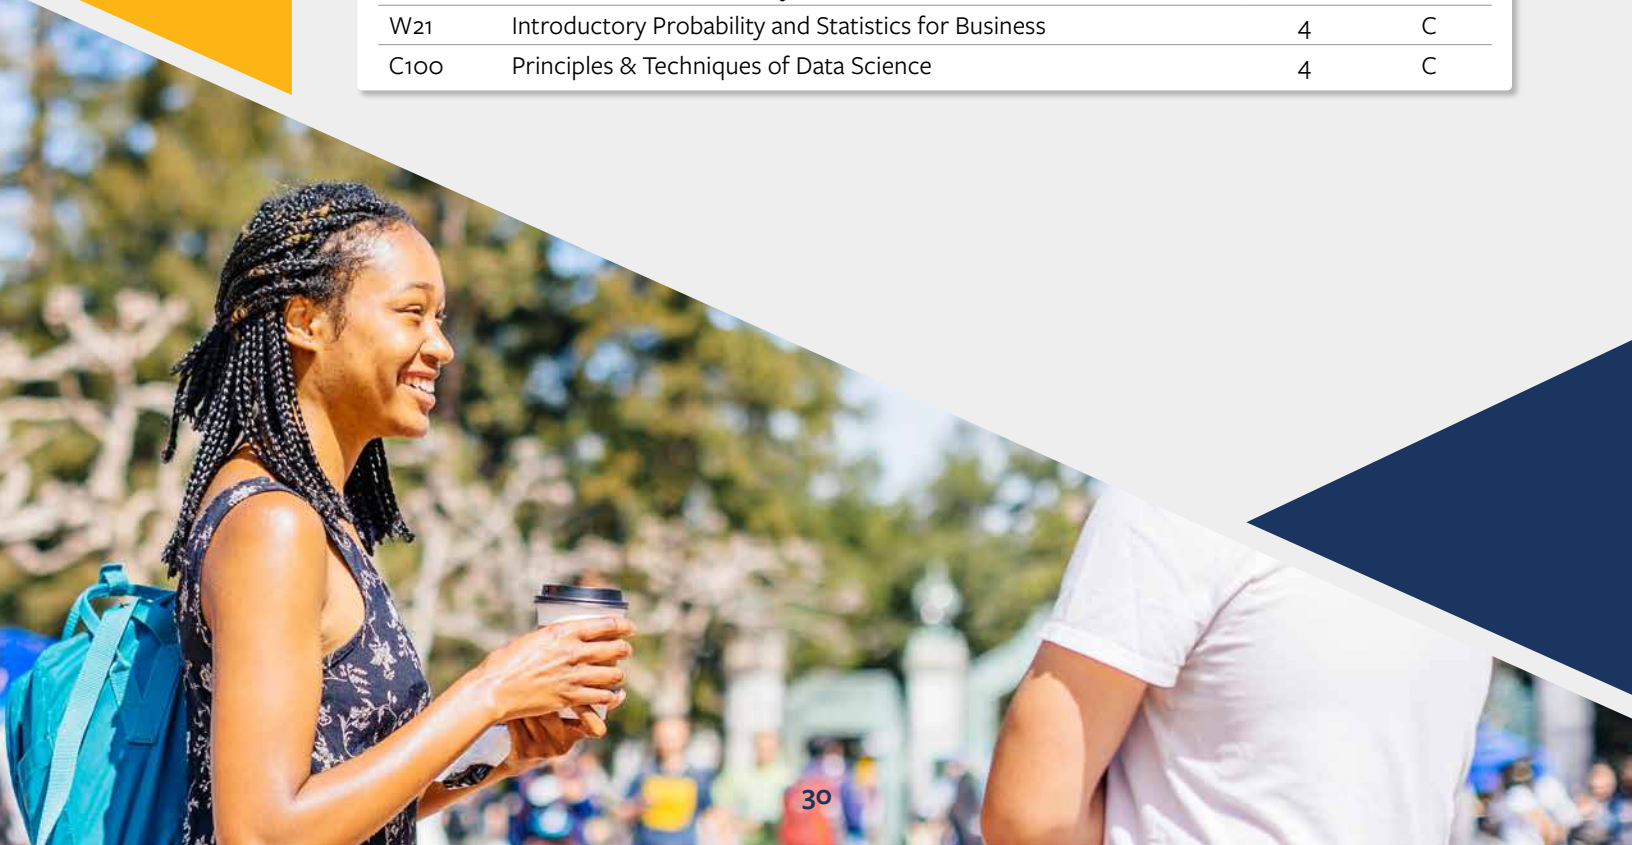 W21 Introductory Probability and Statistics for Business 4 C
C100 Principles & Techniques of Data Science 4 C
30